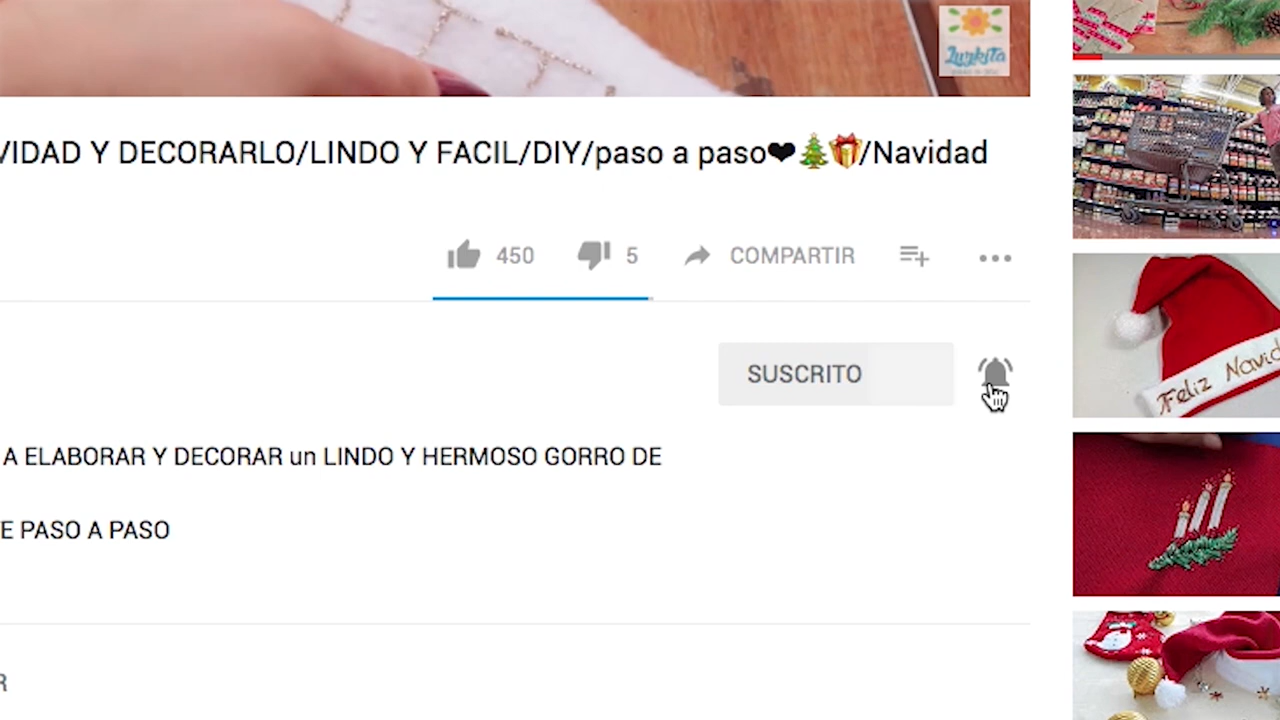 Luzkita
VIDAD Y DECORARLO/LINDO Y FACIL/DIY/paso a paso❤🎄🎁/Navidad
450 5 COMPARTIR
SUSCRITO
Feliz Navid
A ELABORAR Y DECORAR un LINDO Y HERMOSO GORRO DE
E PASO A PASO
R